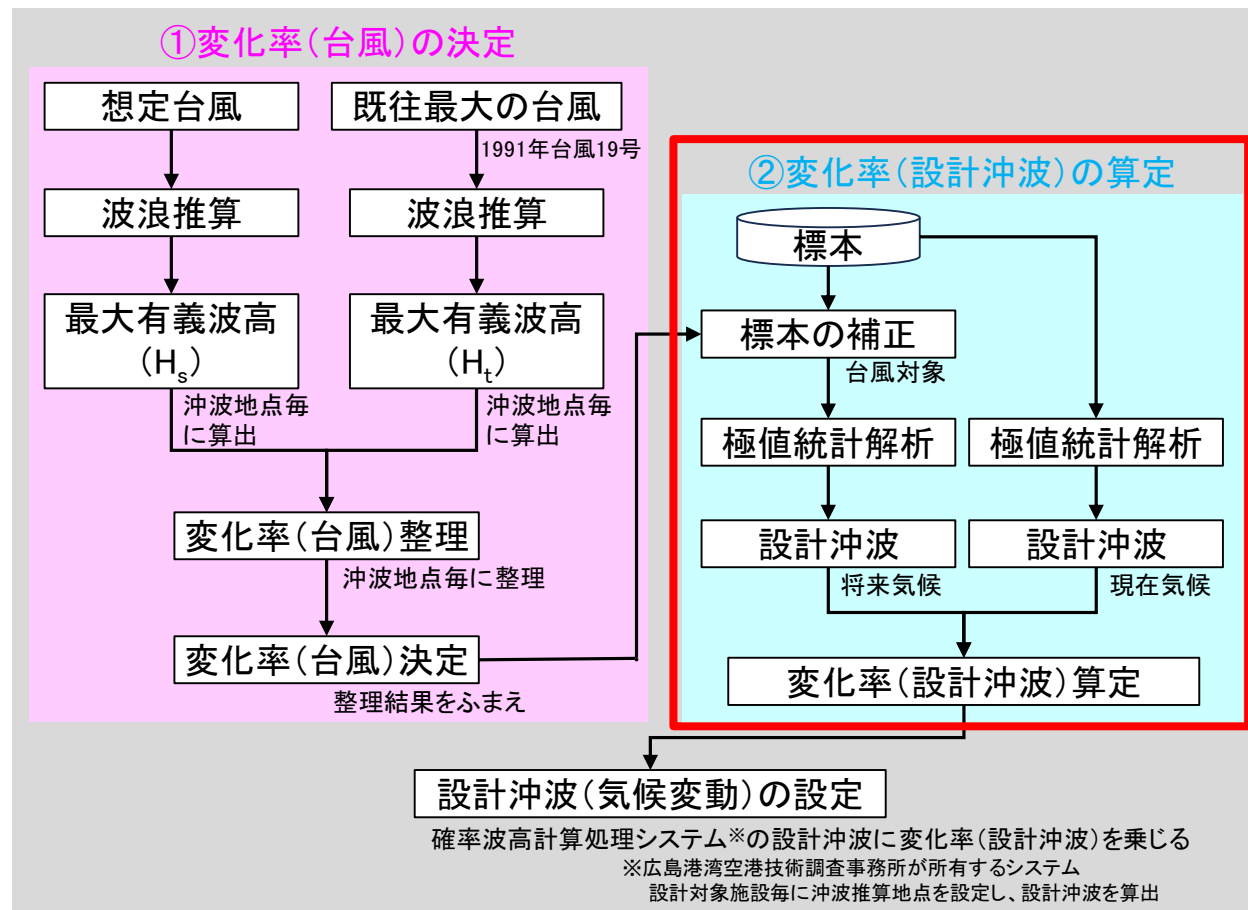 ①変化率(台風)の決定
想定台風
既往最大の台風
1991年台風19号
波浪推算
波浪推算
最大有義波高
(Hs)
最大有義波高
(Ht)
沖波地点毎
に算出
沖波地点毎
に算出
変化率(台風)整理
沖波地点毎に整理
変化率(台風)決定
整理結果をふまえ
②変化率(設計沖波)の算定
標本
標本の補正
台風対象
極値統計解析
極値統計解析
設計沖波
設計沖波
将来気候
現在気候
変化率(設計沖波)算定
設計沖波(気候変動)の設定
確率波高計算処理システム※の設計沖波に変化率(設計沖波)を乗じる
※広島港湾空港技術調査事務所が所有するシステム
設計対象施設毎に沖波推算地点を設定し、設計沖波を算出